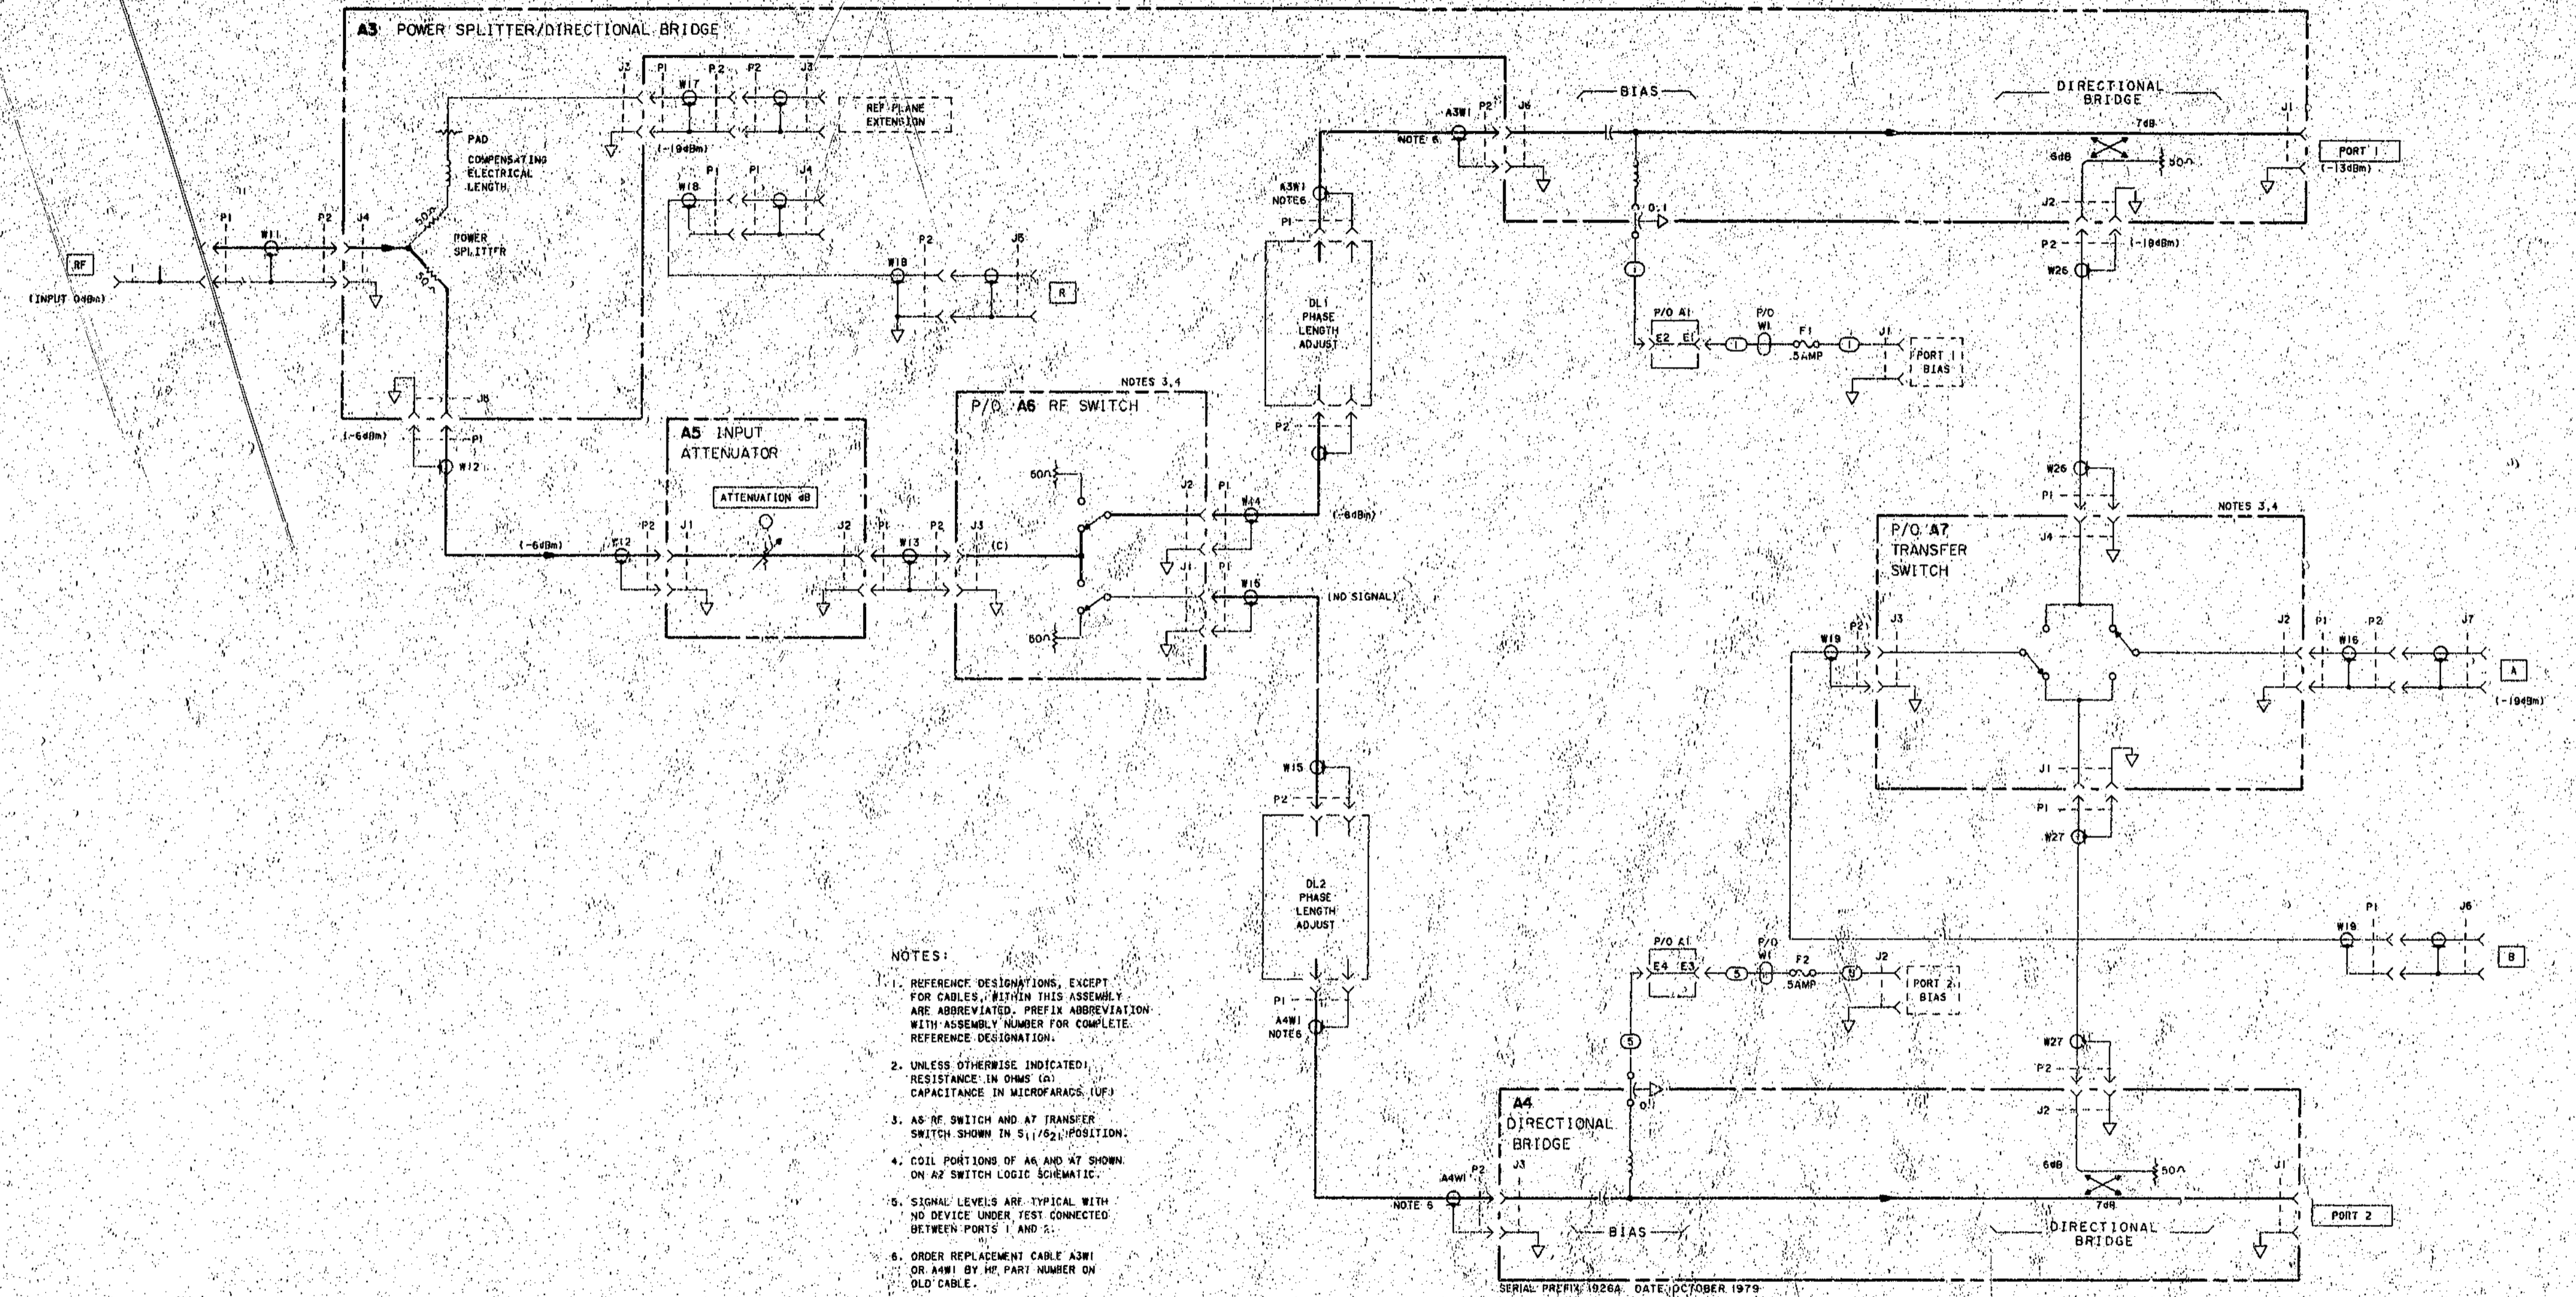 A3 POWER SPLITTER/DIRECTIONAL BRIDGE
J3 P1 W17 P2 P2 J3
REF PLANE
EXTENSION
(-19dBm)
PAD
COMPENSATING
ELECTRICAL
LENGTH
W18 P1 P1 J4
P1 W11 P2 J4
50Ω
POWER
SPLITTER
50Ω
RF
(INPUT 0dBm)
W18 P2 J5
R
(-6dBm)
P1
W12
A5 INPUT
ATTENUATOR
ATTENUATION dB
(-6dBm) W12 P2 J1 J2 P1 W13 P2 J3 (C)
NOTES 3,4
P/O A6 RF SWITCH
50Ω
J2 P1 W14 (-6dBm)
J1 P1 W15 (NO SIGNAL)
50Ω
A3W1
NOTE6
P1
DL1
PHASE
LENGTH
ADJUST
P2
A3W1 P2 J6
NOTE 6
BIAS
DIRECTIONAL
BRIDGE
7dB
6dB
50Ω
J1
PORT 1
(-13dBm)
0.1
J2
P2 (-19dBm)
W26
1
P/O A1
E2 E1
1
P/O
W1
F1
.5AMP
1
J1
PORT 1
BIAS
W26
P1
NOTES 3,4
P/O A7
TRANSFER
SWITCH
J4
W19 P2 J3
J2 P1 W16 P2 J7
A
(-19dBm)
J1
P1
W27
W15
P2
DL2
PHASE
LENGTH
ADJUST
P1
A4W1
NOTE6
W19 P1 J6
B
P/O A1
E4 E3
5
P/O
W1
F2
.5AMP
J2
PORT 2
BIAS
5
W27
P2
J2
A4
DIRECTIONAL
BRIDGE
A4W1 P2 J3
NOTE 6
BIAS
6dB
50Ω
7dB
DIRECTIONAL
BRIDGE
J1
PORT 2
NOTES:
1. REFERENCE DESIGNATIONS, EXCEPT
FOR CABLES, WITHIN THIS ASSEMBLY
ARE ABBREVIATED. PREFIX ABBREVIATION
WITH ASSEMBLY NUMBER FOR COMPLETE
REFERENCE DESIGNATION.
2. UNLESS OTHERWISE INDICATED:
RESISTANCE IN OHMS (Ω)
CAPACITANCE IN MICROFARADS (UF)
3. A6 RF SWITCH AND A7 TRANSFER
SWITCH SHOWN IN S11/S21 POSITION.
4. COIL PORTIONS OF A6 AND A7 SHOWN
ON A2 SWITCH LOGIC SCHEMATIC.
5. SIGNAL LEVELS ARE TYPICAL WITH
NO DEVICE UNDER TEST CONNECTED
BETWEEN PORTS 1 AND 2.
6. ORDER REPLACEMENT CABLE A3W1
OR A4W1 BY HP PART NUMBER ON
OLD CABLE.
SERIAL PREFIX 1926A DATE OCTOBER 1979